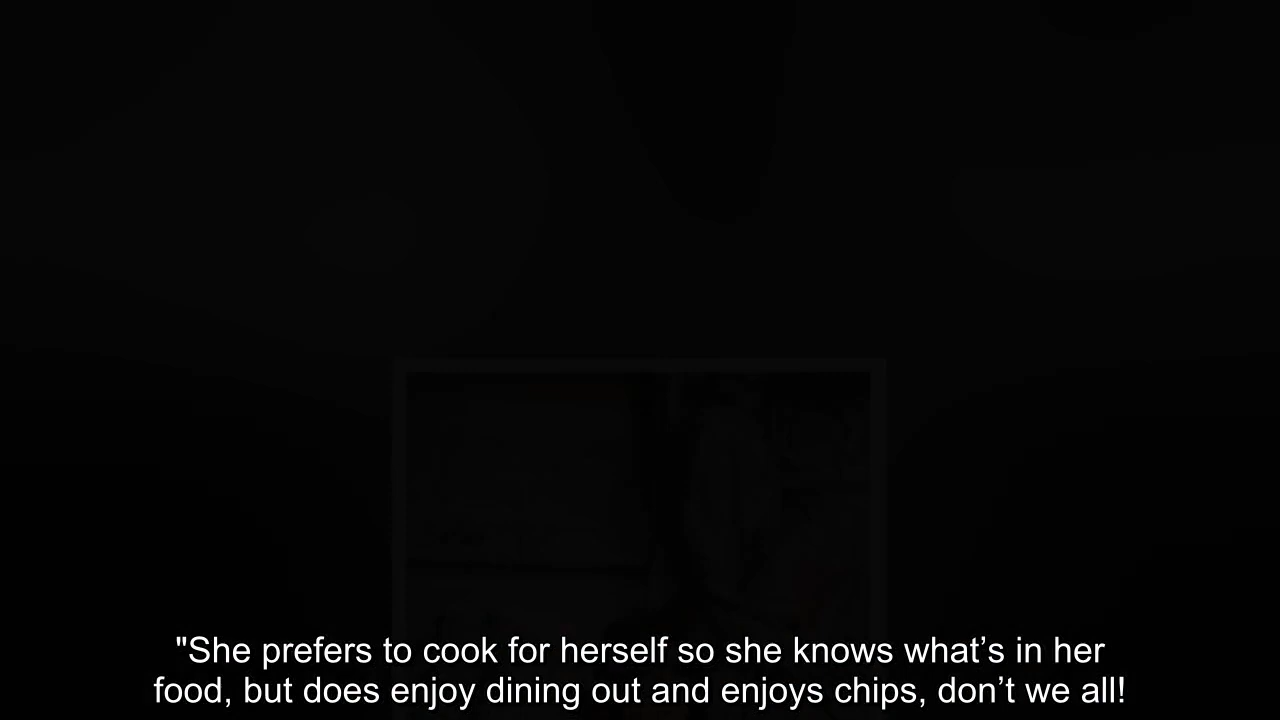 "She prefers to cook for herself so she knows what’s in her
food, but does enjoy dining out and enjoys chips, don’t we all!